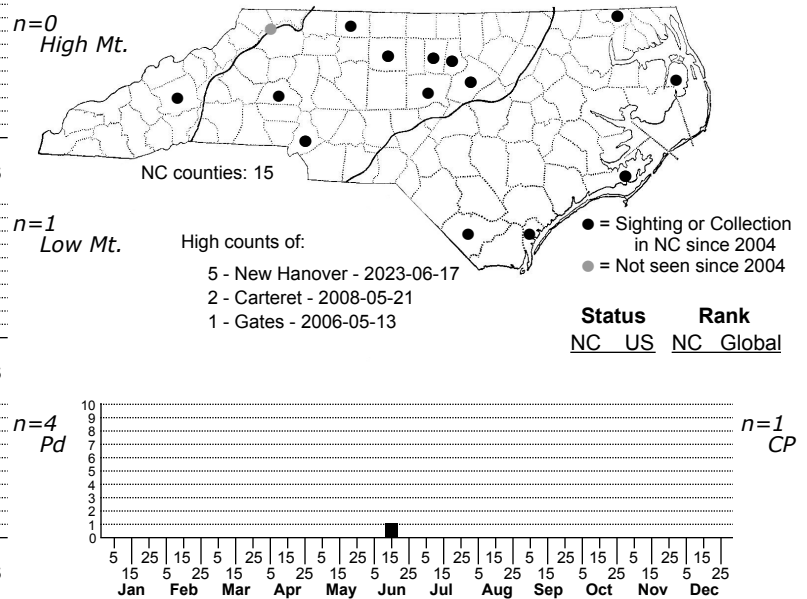 n=0
High Mt.
NC counties: 15
n=1
Low Mt.
High counts of:
5 - New Hanover - 2023-06-17
2 - Carteret - 2008-05-21
1 - Gates - 2006-05-13
= Sighting or Collection
in NC since 2004
= Not seen since 2004
Status Rank
NC US NC Global
n=4
Pd
n=1
CP
10
9
8
7
6
5
4
3
2
1
0
5 25 15 5 25 15 5 25 15 5 25 15 5 25 15 5 25 15
15 5 25 15 5 25 15 5 25 15 5 25 15 5 25 15 5 25
Jan Feb Mar Apr May Jun Jul Aug Sep Oct Nov Dec